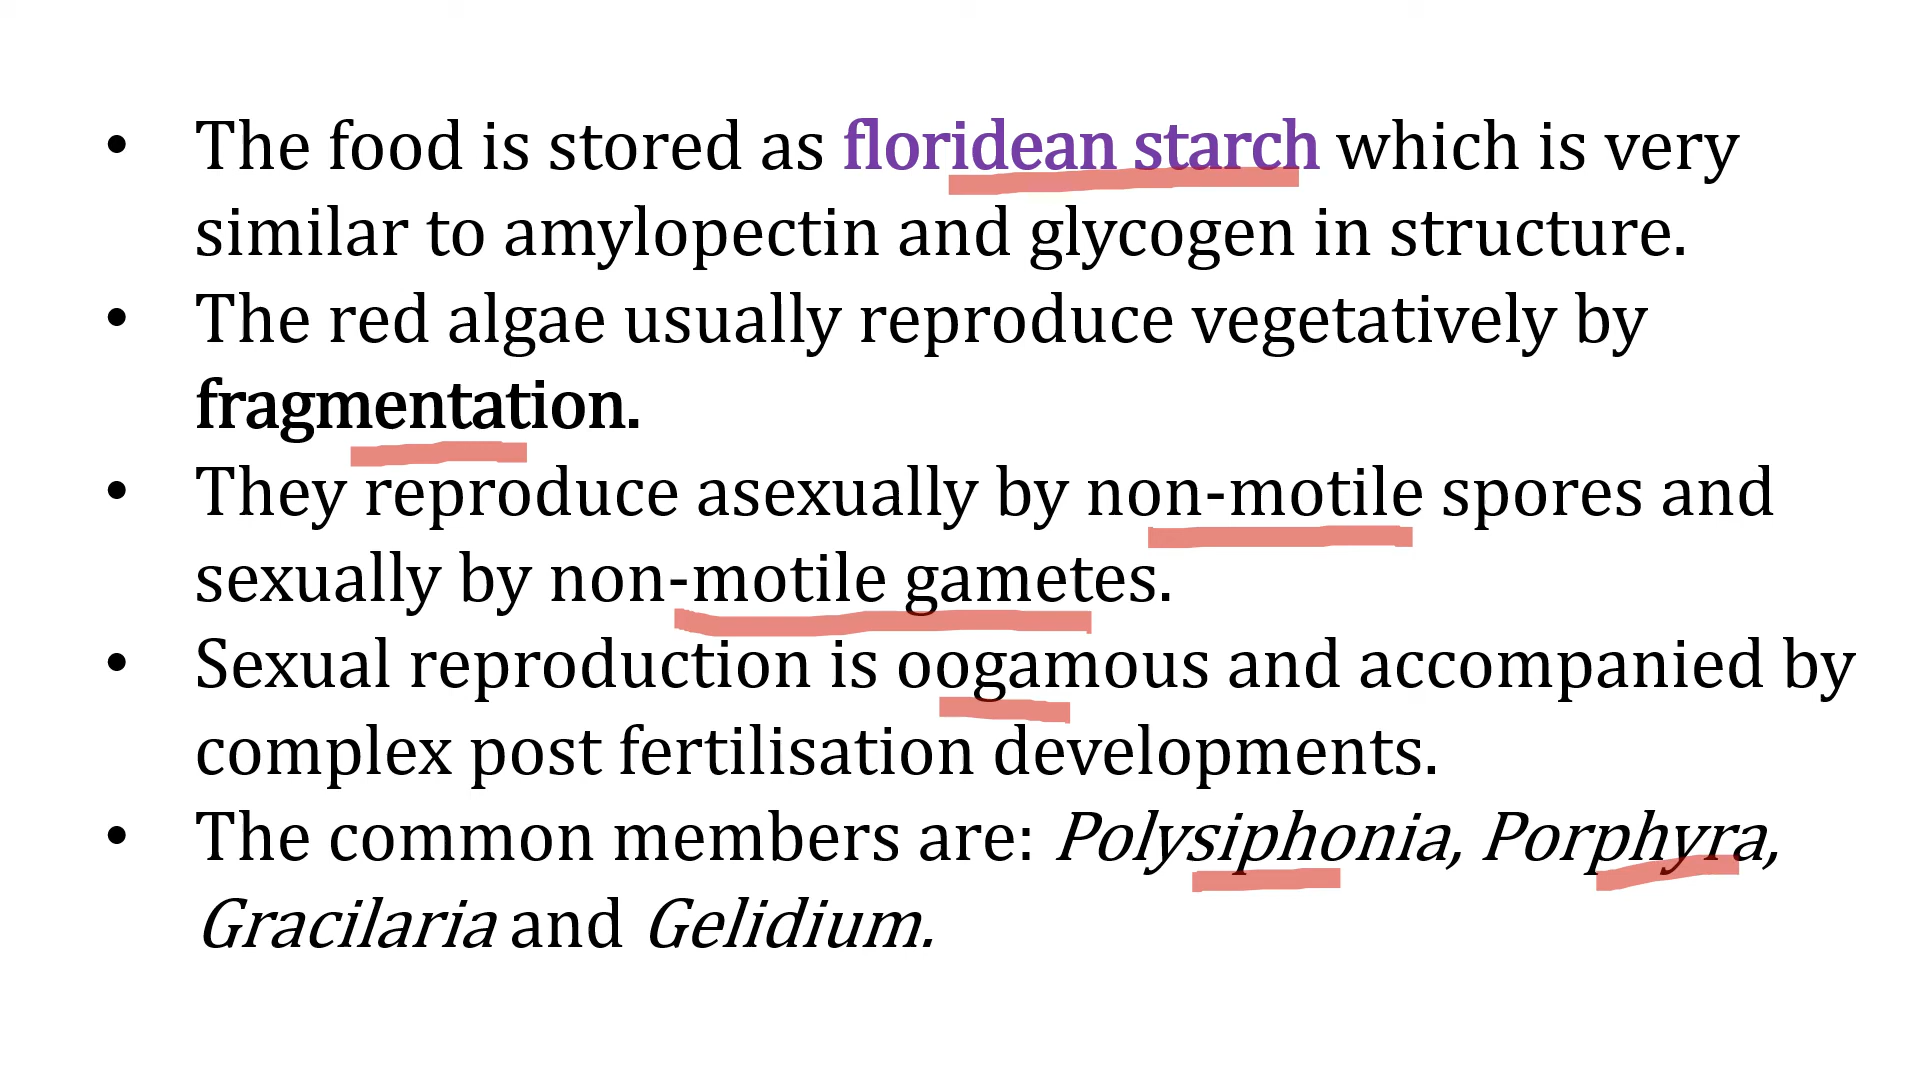 • The food is stored as floridean starch which is very
similar to amylopectin and glycogen in structure.
• The red algae usually reproduce vegetatively by
fragmentation.
• They reproduce asexually by non-motile spores and
sexually by non-motile gametes.
• Sexual reproduction is oogamous and accompanied by
complex post fertilisation developments.
• The common members are: Polysiphonia, Porphyra,
Gracilaria and Gelidium.